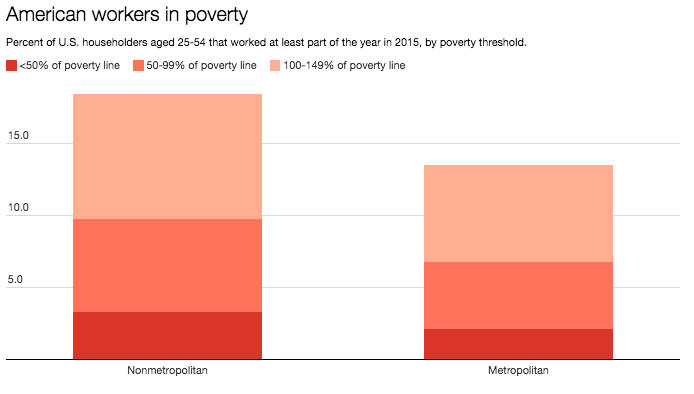 American workers in poverty
Percent of U.S. householders aged 25-54 that worked at least part of the year in 2015, by poverty threshold.
<50% of poverty line 50-99% of poverty line 100-149% of poverty line
15.0
10.0
5.0
Nonmetropolitan Metropolitan